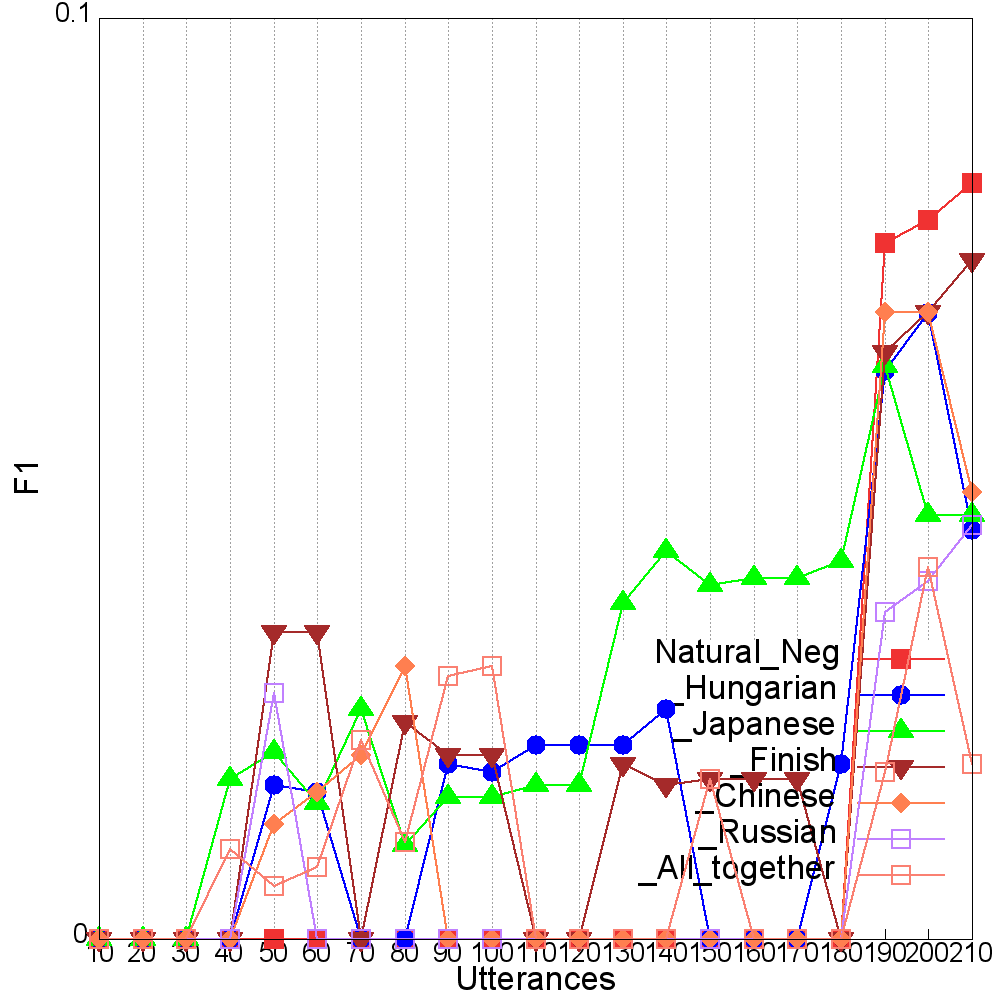 0.1
F1
Natural_Neg
_Hungarian
_Japanese
_Finish
_Chinese
_Russian
_All_together
0
10 20 30 40 50 60 70 80 90 100 110 120 130 140 150 160 170 180 190 200 210
Utterances